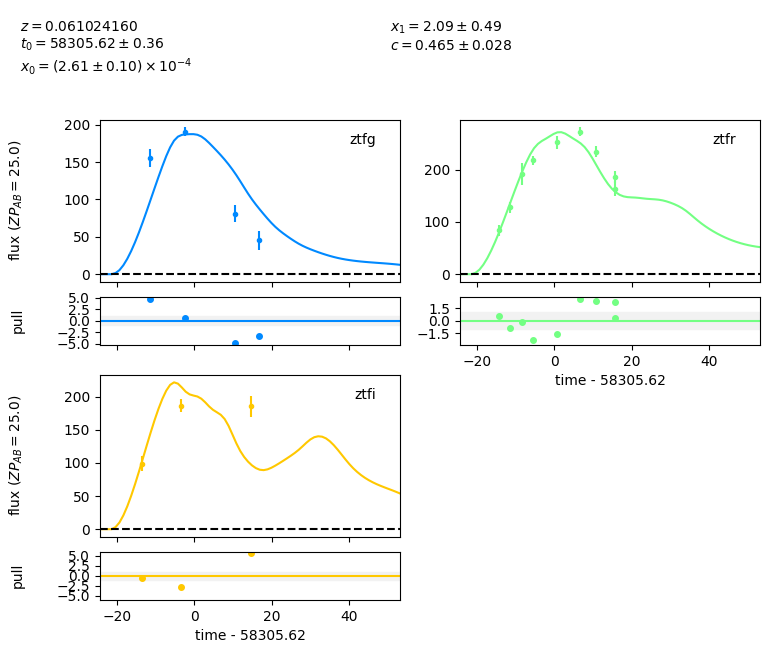 z = 0.061024160
t₀ = 58305.62 ± 0.36
x₀ = (2.61 ± 0.10) × 10⁻⁴
x₁ = 2.09 ± 0.49
c = 0.465 ± 0.028
flux (ZP_AB = 25.0)
200
150
100
50
0
ztfg
pull
5.0
2.5
0.0
−2.5
−5.0
200
100
0
ztfr
1.5
0.0
−1.5
−20 0 20 40
time - 58305.62
flux (ZP_AB = 25.0)
200
150
100
50
0
ztfi
pull
5.0
2.5
0.0
−2.5
−5.0
−20 0 20 40
time - 58305.62